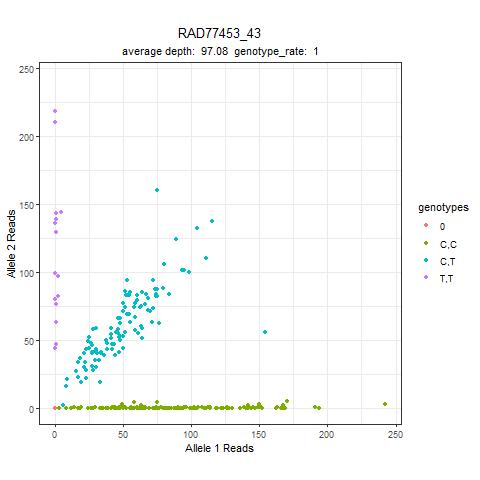 RAD77453_43
average depth: 97.08 genotype_rate: 1
250
200
150
100
50
0
Allele 2 Reads
0 50 100 150 200 250
Allele 1 Reads
genotypes
0
C,C
C,T
T,T